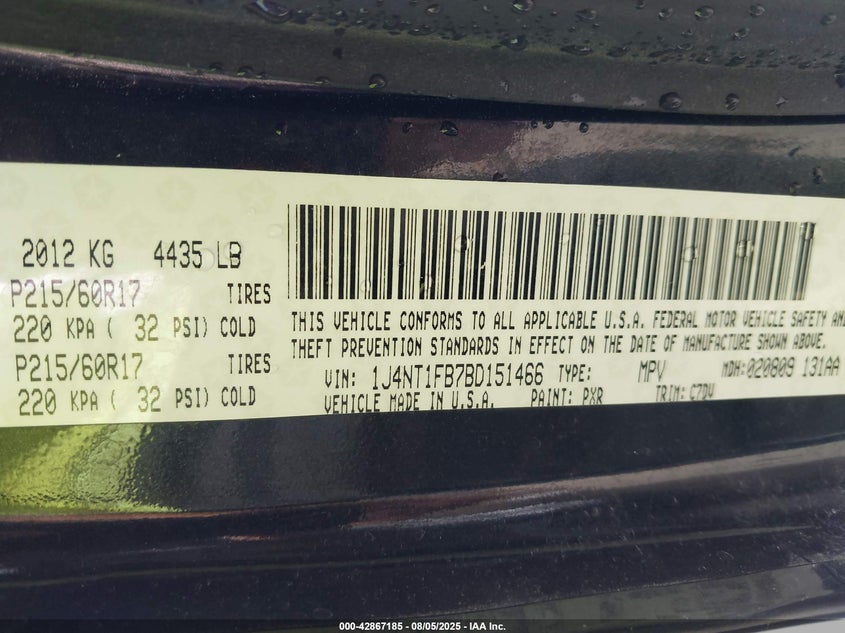 2012 KG 4435 LB
P215/60R17 TIRES
220 KPA ( 32 PSI) COLD
P215/60R17 TIRES
220 KPA ( 32 PSI) COLD
THIS VEHICLE CONFORMS TO ALL APPLICABLE U.S.A. FEDERAL MOTOR VEHICLE SAFETY AND
THEFT PREVENTION STANDARDS IN EFFECT ON THE DATE OF MANUFACTURE SHOWN ABOVE.
VIN: 1J4NT1FB7BD151466 TYPE: MPV MDH:020809 131AA
VEHICLE MADE IN U.S.A. PAINT: PXR TRIM: C7DV
000-42867185 - 08/05/2025 - IAA Inc.